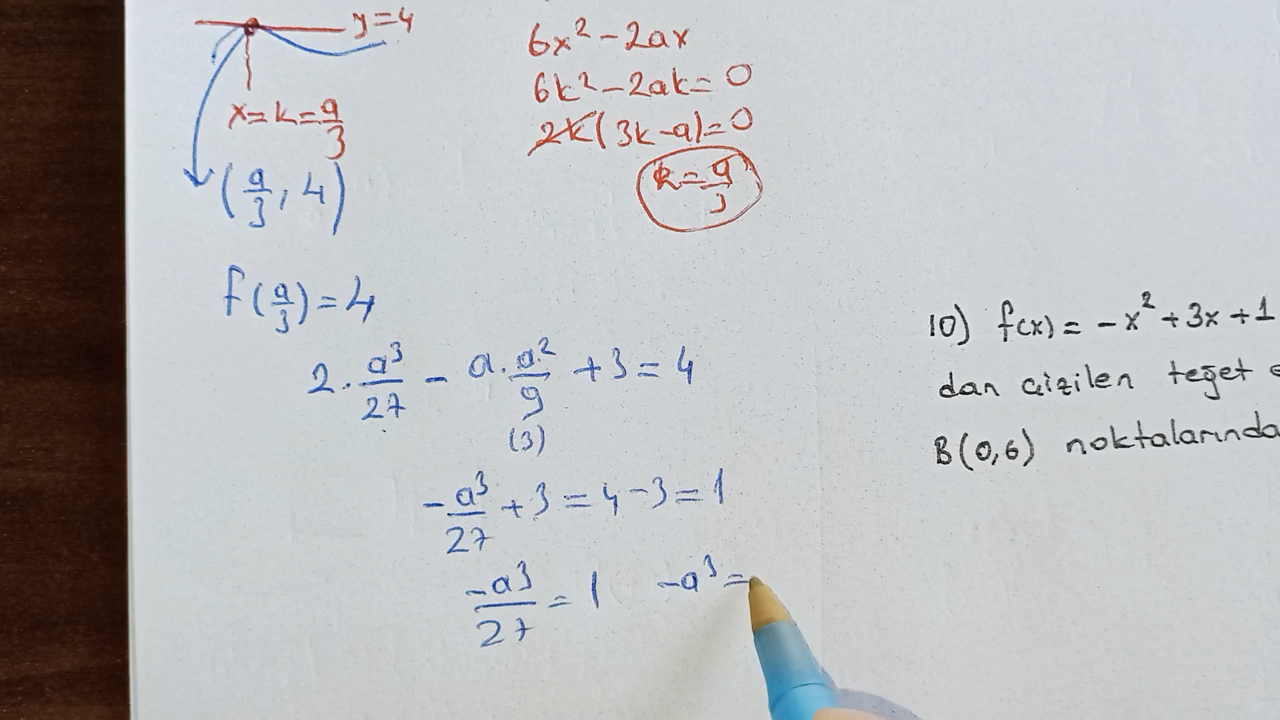 y=4
x=k=a/3
(a/3, 4)
6x²-2ax
6k²-2ak=0
2k(3k-a)=0
k=a/3
f(a/3)=4
2·a³/27 - a·a²/9 +3=4
(3)
-a³/27 +3=4-3=1
-a³/27 =1 -a³=
10) f(x)= -x²+3x+1
dan çizilen teğet
B(0,6) noktalarında